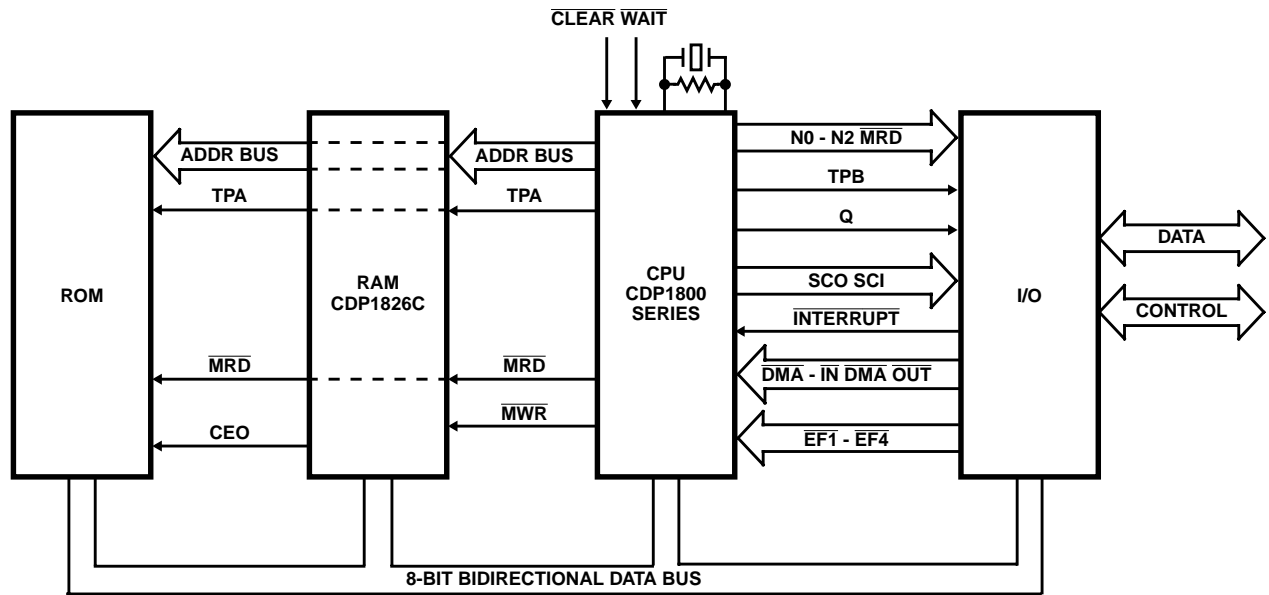 CLEAR WAIT
ADDR BUS
ADDR BUS
N0 - N2 MRD
TPA
TPA
TPB
Q
DATA
ROM
RAM
CDP1826C
CPU
CDP1800
SERIES
SCO SCI
I/O
CONTROL
INTERRUPT
MRD
MRD
DMA - IN DMA OUT
MWR
CEO
EF1 - EF4
8-BIT BIDIRECTIONAL DATA BUS